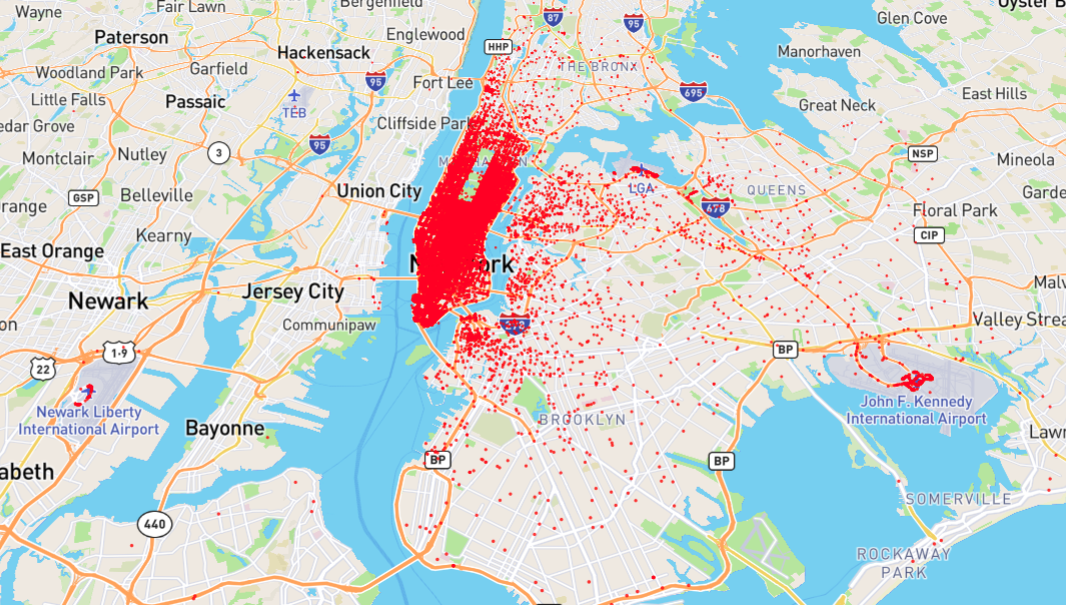 Wayne
Fair Lawn
Bergenfield
87
95
Oyster B
Glen Cove
Paterson
Englewood
HHP
Hackensack
Manorhaven
Woodland Park
Garfield
95
Fort Lee
THE BRONX
695
East Hills
Little Falls
Passaic
TEB
Great Neck
edar Grove
Cliffside Park
95
3
NSP
Montclair
Nutley
Mineola
LGA
QUEENS
GSP
Belleville
Union City
Garde
range
678
Floral Park
Kearny
CIP
East Orange
Newark
Jersey City
Malv
on
Communipaw
Valley Strea
1-9
BP
22
Newark Liberty
International Airport
John F. Kennedy
International Airport
Bayonne
BROOKLYN
Lawr
abeth
BP
BP
SOMERVILLE
440
ROCKAWAY
PARK